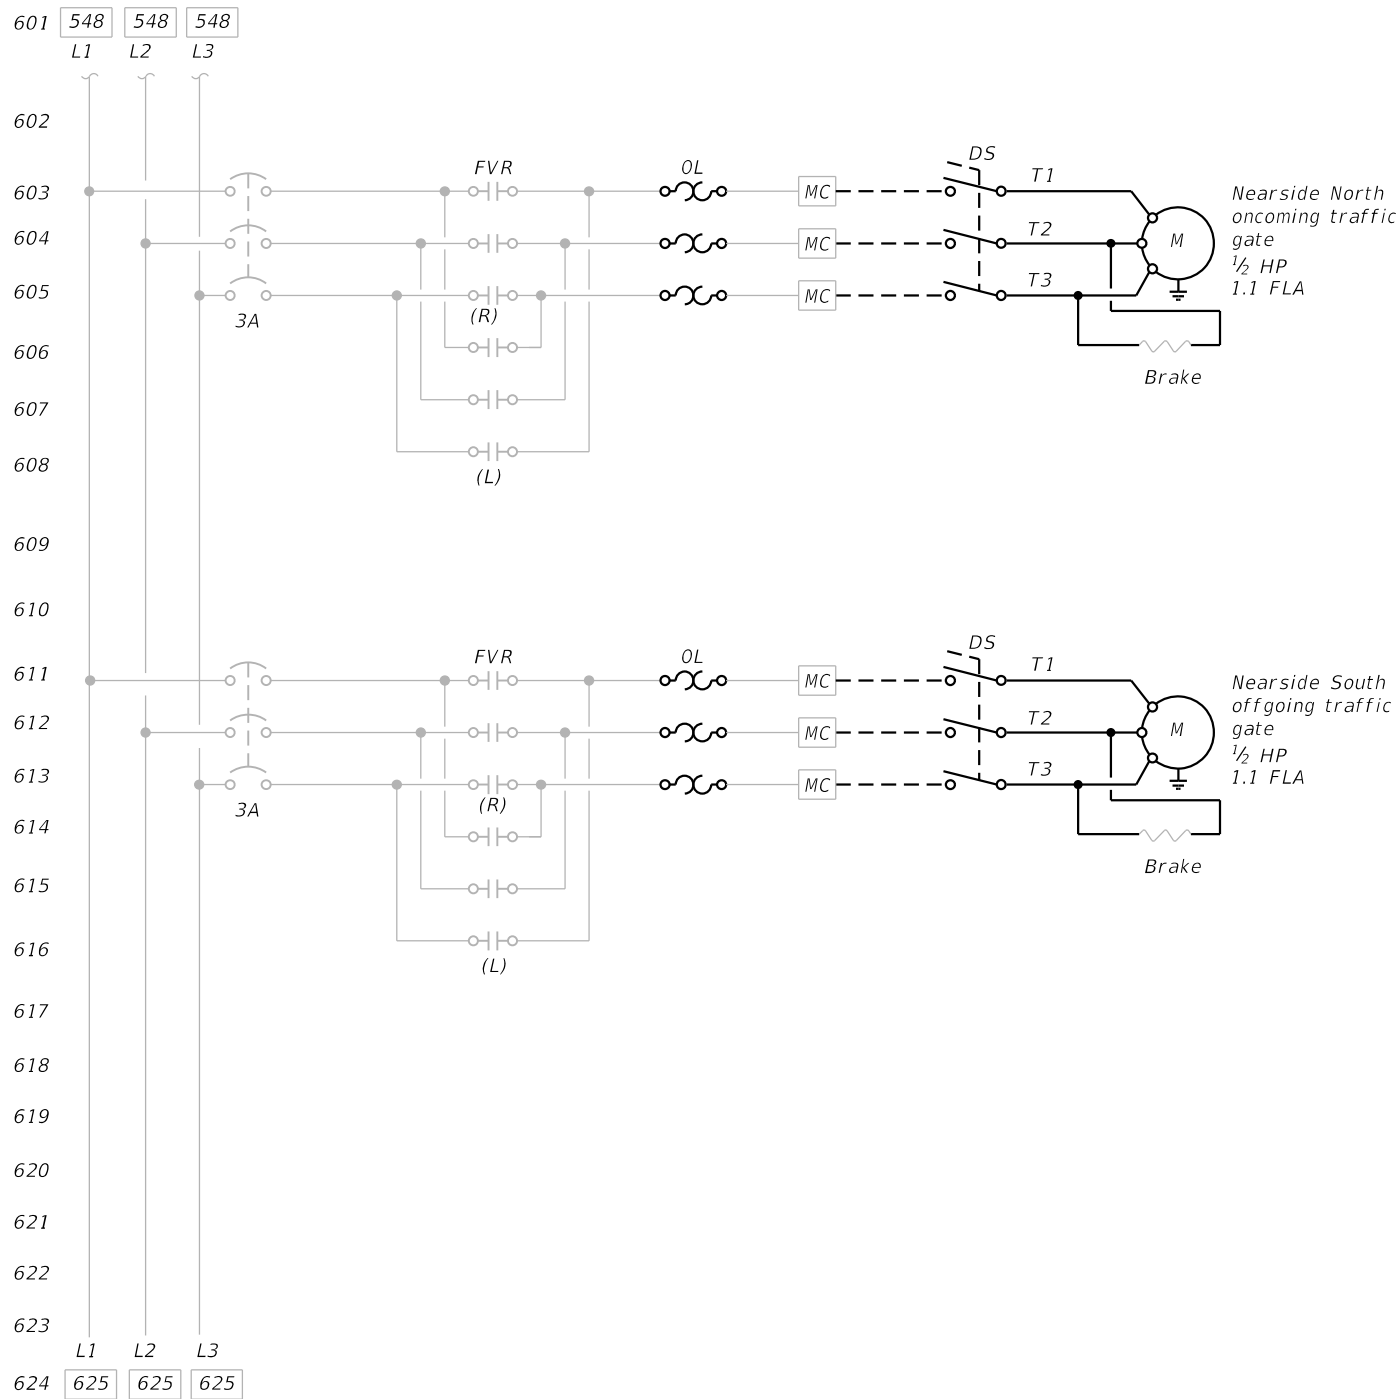 601 548 548 548
L1 L2 L3
602
DS
FVR OL T1
603 MC Nearside North
oncoming traffic
T2
604 MC M gate
½ HP
T3
605 MC 1.1 FLA
3A (R)
606
Brake
607
608
(L)
609
610
DS
FVR OL T1
611 MC Nearside South
offgoing traffic
T2
612 MC M gate
½ HP
T3
613 MC 1.1 FLA
3A (R)
614
Brake
615
616
(L)
617
618
619
620
621
622
623
L1 L2 L3
624 625 625 625